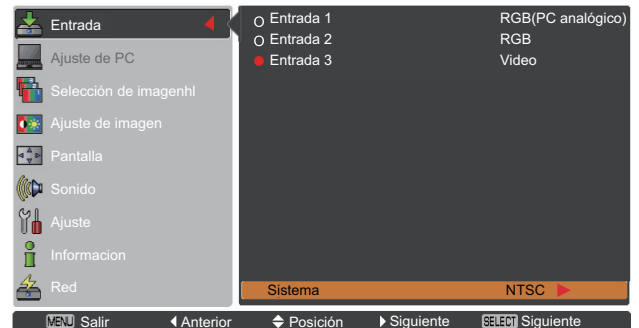 Entrada
Ajuste de PC
Selección de imagenhl
Ajuste de imagen
Pantalla
Sonido
Ajuste
Informacion
Red
Entrada 1 RGB(PC analógico)
Entrada 2 RGB
Entrada 3 Video
Sistema NTSC
MENU Salir Anterior Posición Siguiente SELECT Siguiente